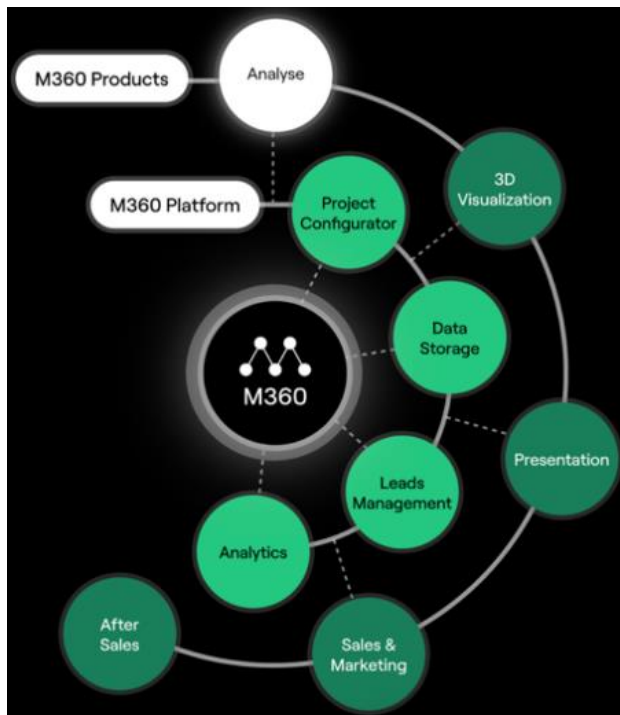 M360 Products
Analyse
M360 Platform
Project
Configurator
3D
Visualization
Data
Storage
M360
Presentation
Leads
Management
Analytics
After
Sales
Sales &
Marketing